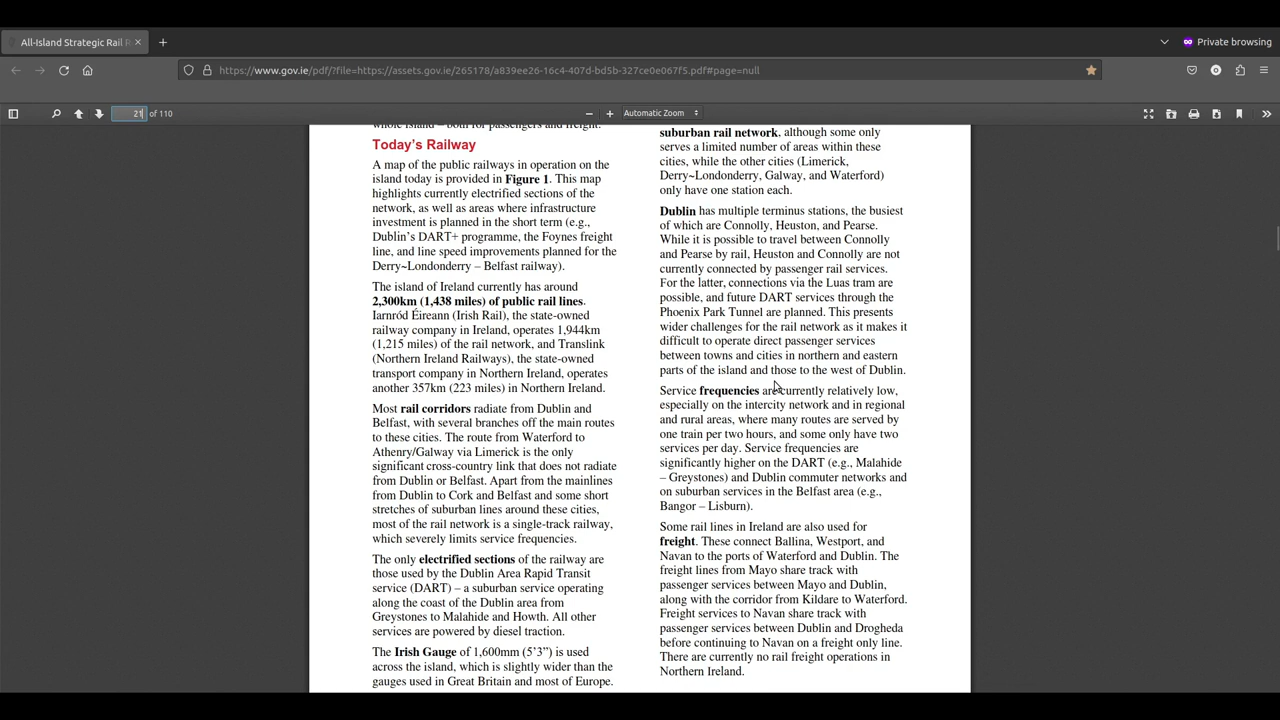 All-Island Strategic Rail R
Private browsing
https://www.gov.ie/pdf/?file=https://assets.gov.ie/265178/a839ee26-16c4-407d-bd5b-327ce0e067f5.pdf#page=null
21 of 110
Automatic Zoom
whole island – both for passengers and freight.
Today's Railway
A map of the public railways in operation on the
island today is provided in Figure 1. This map
highlights currently electrified sections of the
network, as well as areas where infrastructure
investment is planned in the short term (e.g.,
Dublin's DART+ programme, the Foynes freight
line, and line speed improvements planned for the
Derry~Londonderry – Belfast railway).
The island of Ireland currently has around
2,300km (1,438 miles) of public rail lines.
Iarnród Éireann (Irish Rail), the state-owned
railway company in Ireland, operates 1,944km
(1,215 miles) of the rail network, and Translink
(Northern Ireland Railways), the state-owned
transport company in Northern Ireland, operates
another 357km (223 miles) in Northern Ireland.
Most rail corridors radiate from Dublin and
Belfast, with several branches off the main routes
to these cities. The route from Waterford to
Athenry/Galway via Limerick is the only
significant cross-country link that does not radiate
from Dublin or Belfast. Apart from the mainlines
from Dublin to Cork and Belfast and some short
stretches of suburban lines around these cities,
most of the rail network is a single-track railway,
which severely limits service frequencies.
The only electrified sections of the railway are
those used by the Dublin Area Rapid Transit
service (DART) – a suburban service operating
along the coast of the Dublin area from
Greystones to Malahide and Howth. All other
services are powered by diesel traction.
The Irish Gauge of 1,600mm (5'3") is used
across the island, which is slightly wider than the
gauges used in Great Britain and most of Europe.
suburban rail network, although some only
serves a limited number of areas within these
cities, while the other cities (Limerick,
Derry~Londonderry, Galway, and Waterford)
only have one station each.
Dublin has multiple terminus stations, the busiest
of which are Connolly, Heuston, and Pearse.
While it is possible to travel between Connolly
and Pearse by rail, Heuston and Connolly are not
currently connected by passenger rail services.
For the latter, connections via the Luas tram are
possible, and future DART services through the
Phoenix Park Tunnel are planned. This presents
wider challenges for the rail network as it makes it
difficult to operate direct passenger services
between towns and cities in northern and eastern
parts of the island and those to the west of Dublin.
Service frequencies are currently relatively low,
especially on the intercity network and in regional
and rural areas, where many routes are served by
one train per two hours, and some only have two
services per day. Service frequencies are
significantly higher on the DART (e.g., Malahide
– Greystones) and Dublin commuter networks and
on suburban services in the Belfast area (e.g.,
Bangor – Lisburn).
Some rail lines in Ireland are also used for
freight. These connect Ballina, Westport, and
Navan to the ports of Waterford and Dublin. The
freight lines from Mayo share track with
passenger services between Mayo and Dublin,
along with the corridor from Kildare to Waterford.
Freight services to Navan share track with
passenger services between Dublin and Drogheda
before continuing to Navan on a freight only line.
There are currently no rail freight operations in
Northern Ireland.